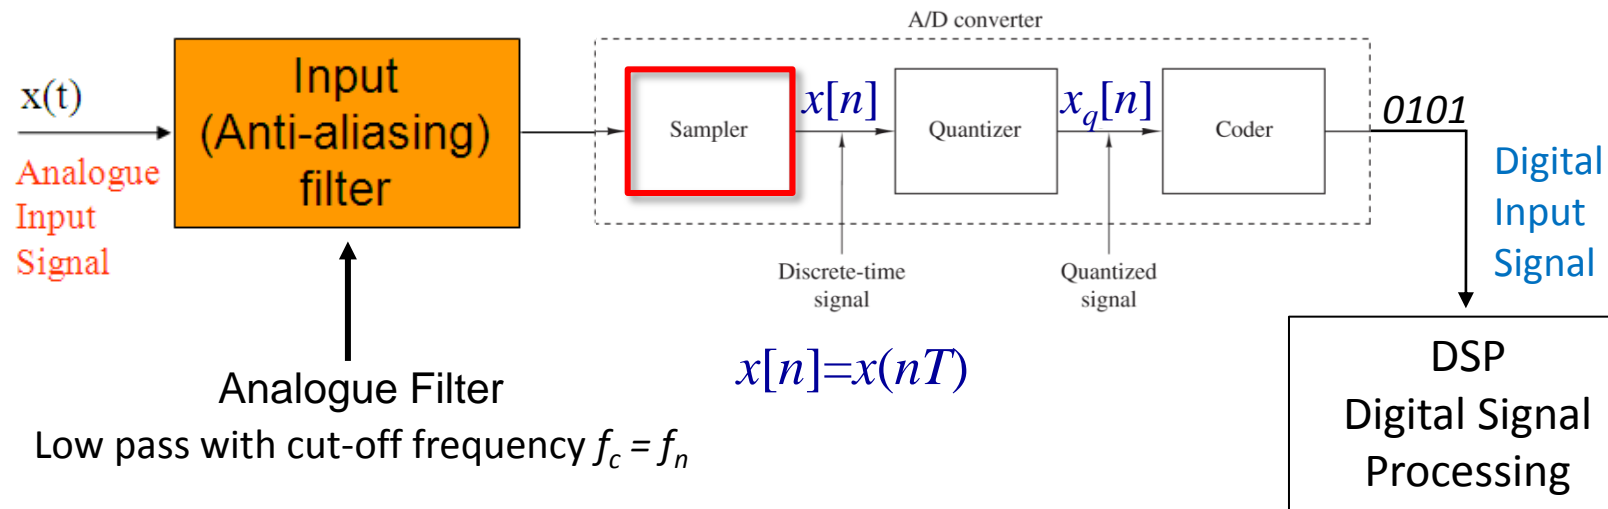 A/D converter
x(t)
Analogue
Input
Signal
Input
(Anti-aliasing)
filter
Sampler
x[n]
Quantizer
x_q[n]
Coder
0101
Digital
Input
Signal
Discrete-time
signal
Quantized
signal
x[n]=x(nT)
Analogue Filter
Low pass with cut-off frequency f_c = f_n
DSP
Digital Signal
Processing